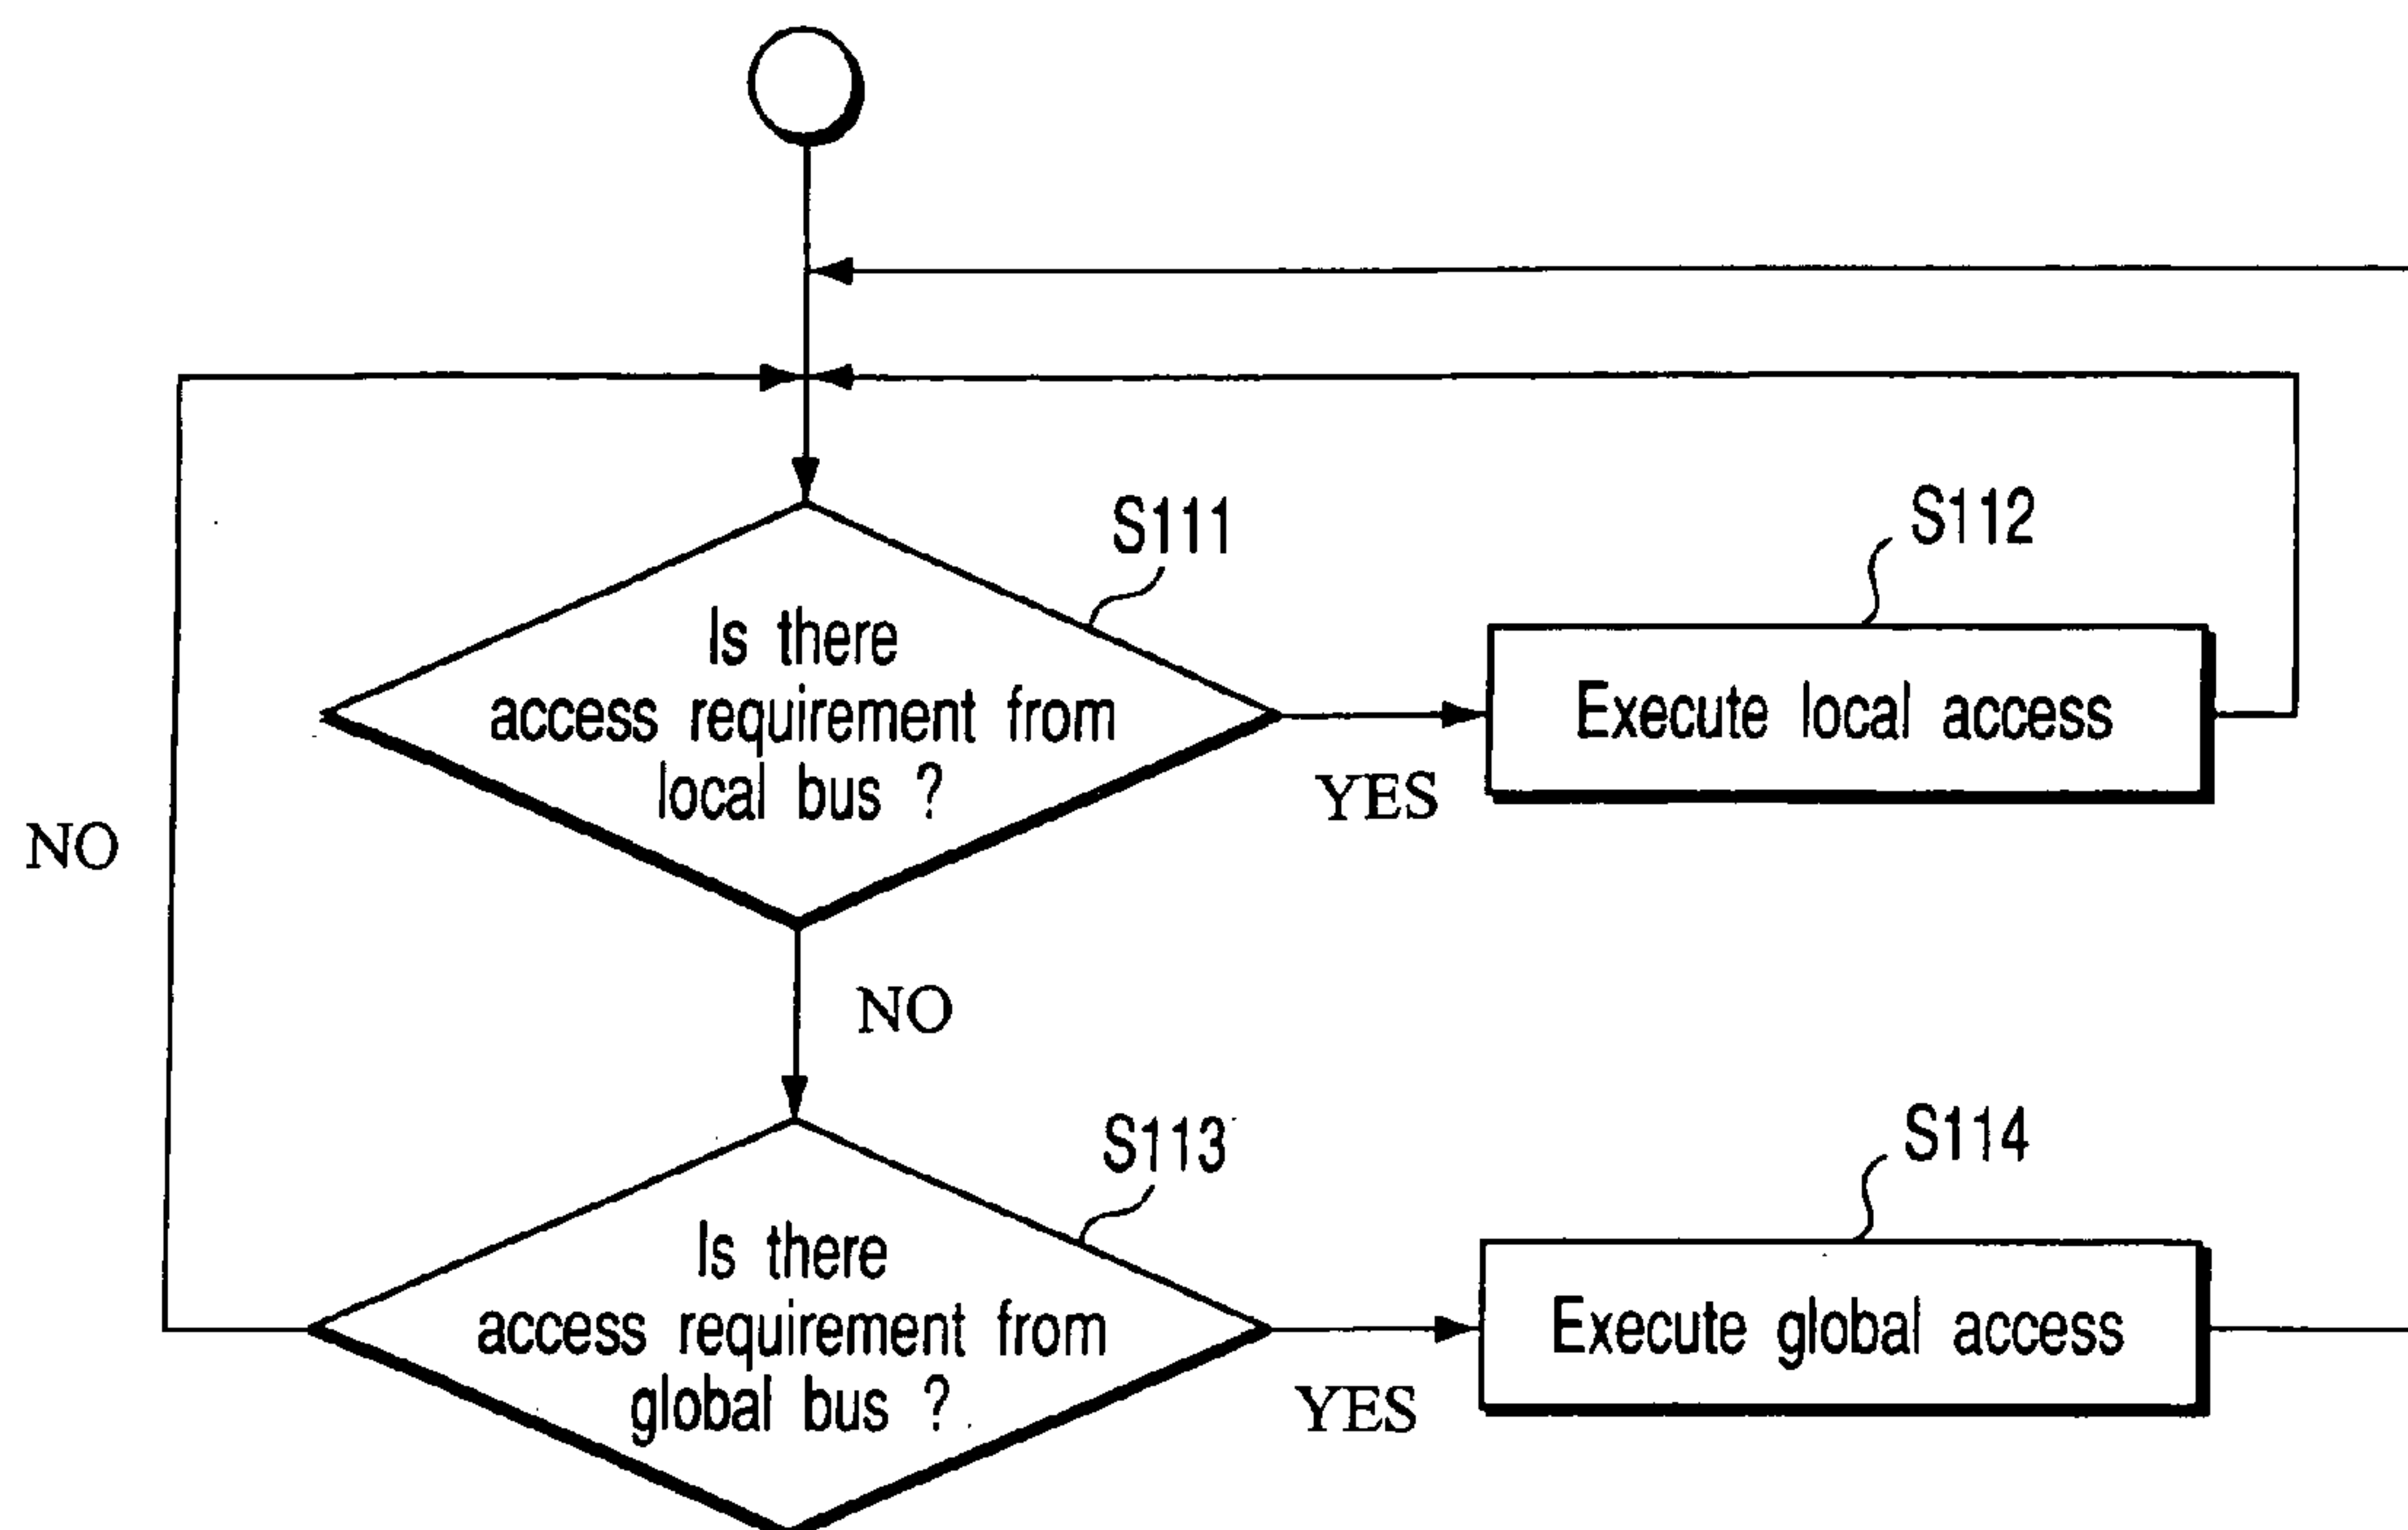 S111
Is there
access requirement from
local bus ?
S112
Execute local access
YES
NO
NO
S113
Is there
access requirement from
global bus ?
S114
Execute global access
YES